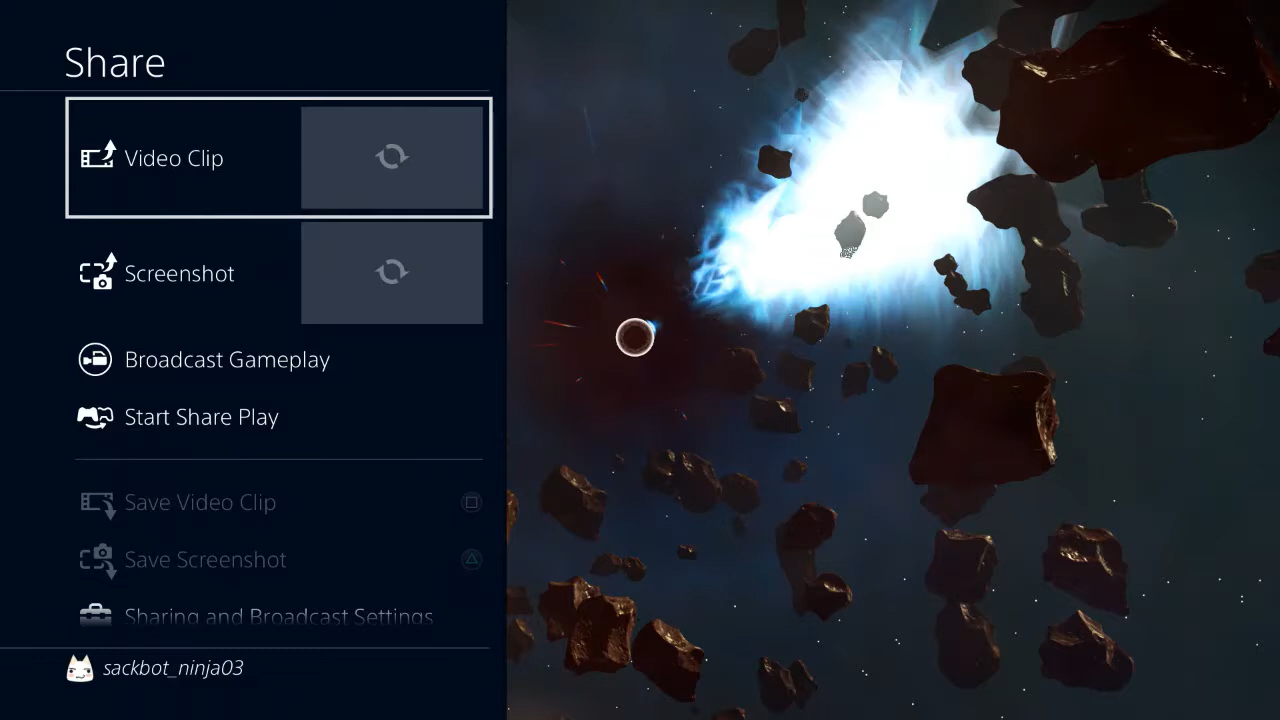 Share
Video Clip
Screenshot
Broadcast Gameplay
Start Share Play
Save Video Clip
Save Screenshot
Sharing and Broadcast Settings
sackbot_ninja03